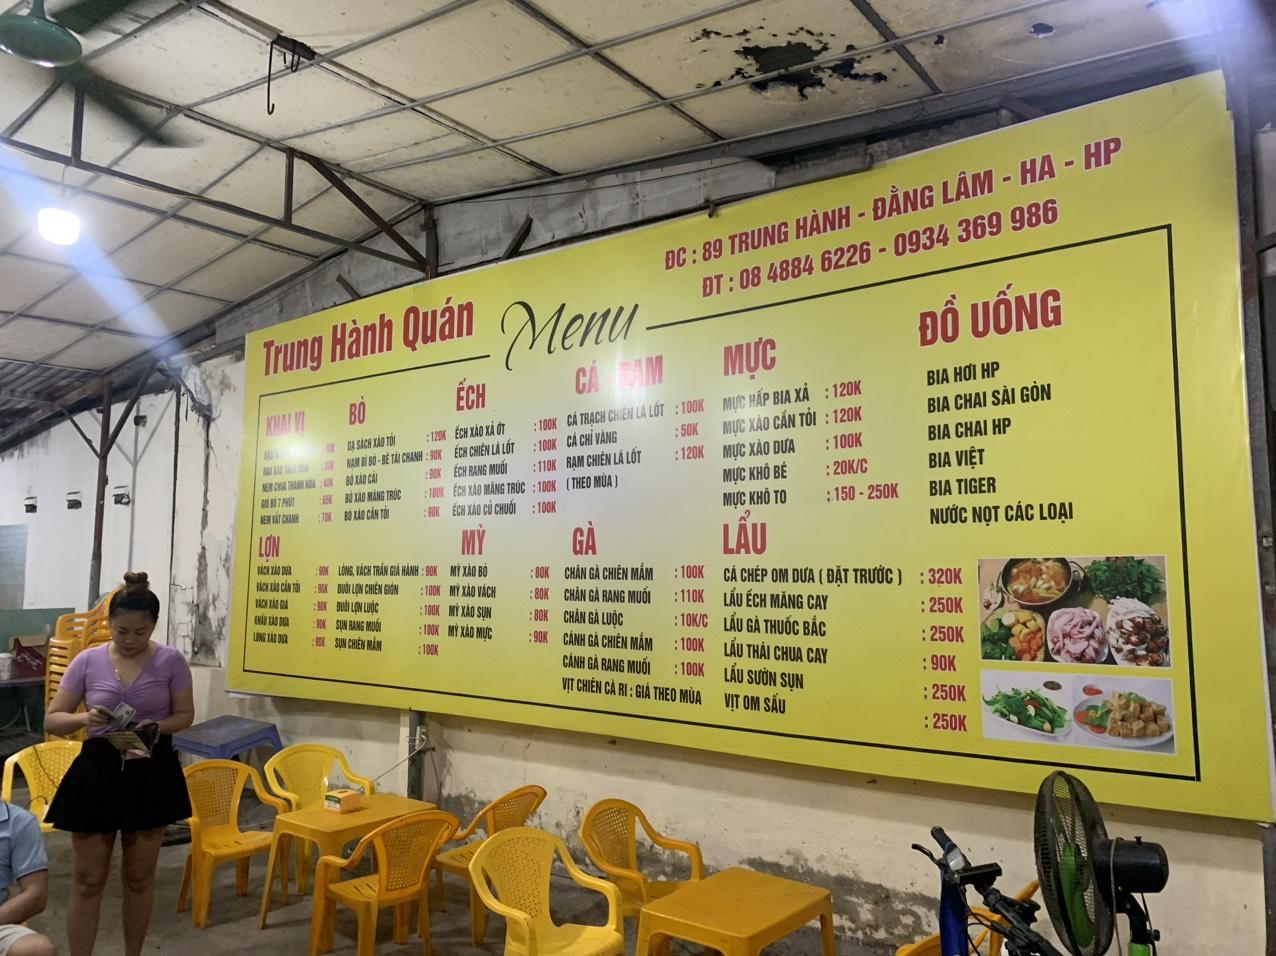 ĐC : 89 TRUNG HÀNH - ĐẰNG LÂM - HA - HP
ĐT : 08 4884 6226 - 0934 369 986
Trung Hành Quán
Menu
KHAI VỊ
NEM CHUA THANH HÓA : 40K
GIÒ BÒ 7 PHÚT
NEM VẮT CHANH : 70K
BÒ
DẠ SÁCH XÀO TỎI : 120K
NẠM BÌ BÒ - BÊ TÁI CHANH : 90K
BÒ XÀO CẢI : 90K
BÒ XÀO MĂNG TRÚC : 100K
BÒ XÀO CẦN TỎI : 90K
ẾCH
ẾCH XÀO XẢ ỚT : 100K
ẾCH CHIÊN LÁ LỐT : 100K
ẾCH RANG MUỐI : 110K
ẾCH XÀO MĂNG TRÚC : 100K
ẾCH XÀO CỦ CHUỐI : 100K
CÁ - RẠM
CÁ TRẠCH CHIÊN LÁ LỐT : 100K
CÁ CHỈ VÀNG : 50K
RẠM CHIÊN LÁ LỐT : 120K
( THEO MÙA )
MỰC
MỰC HẤP BIA XẢ : 120K
MỰC XÀO CẦN TỎI : 120K
MỰC XÀO DƯA : 100K
MỰC KHÔ BÉ : 20K/C
MỰC KHÔ TO : 150 - 250K
ĐỒ UỐNG
BIA HƠI HP
BIA CHAI SÀI GÒN
BIA CHAI HP
BIA VIỆT
BIA TIGER
NƯỚC NGỌT CÁC LOẠI
LỢN
VÁCH XÀO DƯA : 90K
VÁCH XÀO CẦN TỎI : 90K
VÁCH XÀO GIÁ : 90K
KHẤU XÀO DƯA : 90K
LÒNG XÀO DƯA : 90K
LÒNG, VÁCH TRẦN GIÁ HÀNH : 90K
ĐUÔI LỢN CHIÊN GIÒN : 100K
ĐUÔI LỢN LUỘC : 100K
SỤN RANG MUỐI : 100K
SỤN CHIÊN MẮM : 100K
MỲ
MỲ XÀO BÒ : 80K
MỲ XÀO VÁCH : 80K
MỲ XÀO SỤN : 80K
MỲ XÀO MỰC : 90K
GÀ
CHÂN GÀ CHIÊN MẮM : 100K
CHÂN GÀ RANG MUỐI : 110K
CHÂN GÀ LUỘC : 10K/C
CÁNH GÀ CHIÊN MẮM : 100K
CÁNH GÀ RANG MUỐI : 100K
VỊT CHIÊN CÀ RI : GIÁ THEO MÙA
LẨU
CÁ CHÉP OM DƯA ( ĐẶT TRƯỚC ) : 320K
LẨU ẾCH MĂNG CAY : 250K
LẨU GÀ THUỐC BẮC : 250K
LẨU THÁI CHUA CAY : 90K
LẨU SƯỜN SỤN : 250K
VỊT OM SẤU : 250K